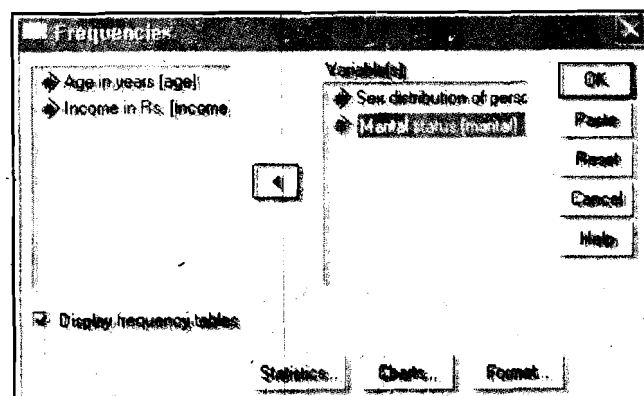 Frequencies
Age in years [age]
Income in Rs. [income
Variable(s):
Sex distribution of persc
Marital status [marital]
OK
Paste
Reset
Cancel
Help
Display frequency tables
Statistics...
Charts...
Format...